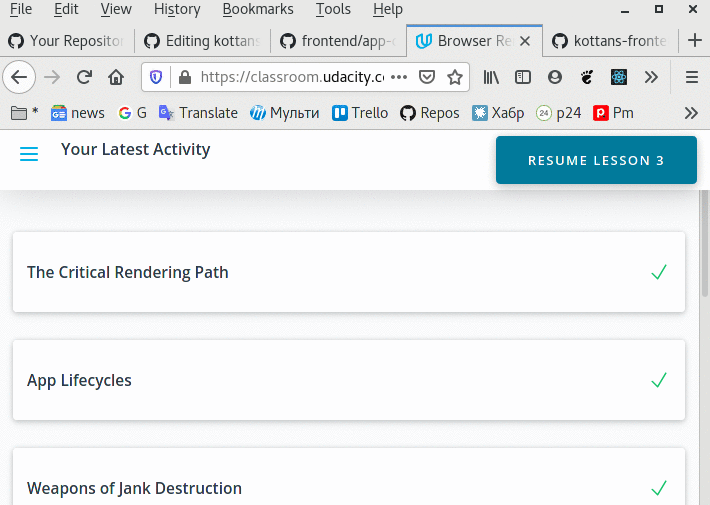 File Edit View History Bookmarks Tools Help
Your Repositor Editing kottans frontend/app- Browser Re kottans-fronte
https://classroom.udacity.co
* news G Translate Мульти Trello Repos Хабр 24 p24 Pm
Your Latest Activity
RESUME LESSON 3
The Critical Rendering Path
App Lifecycles
Weapons of Jank Destruction